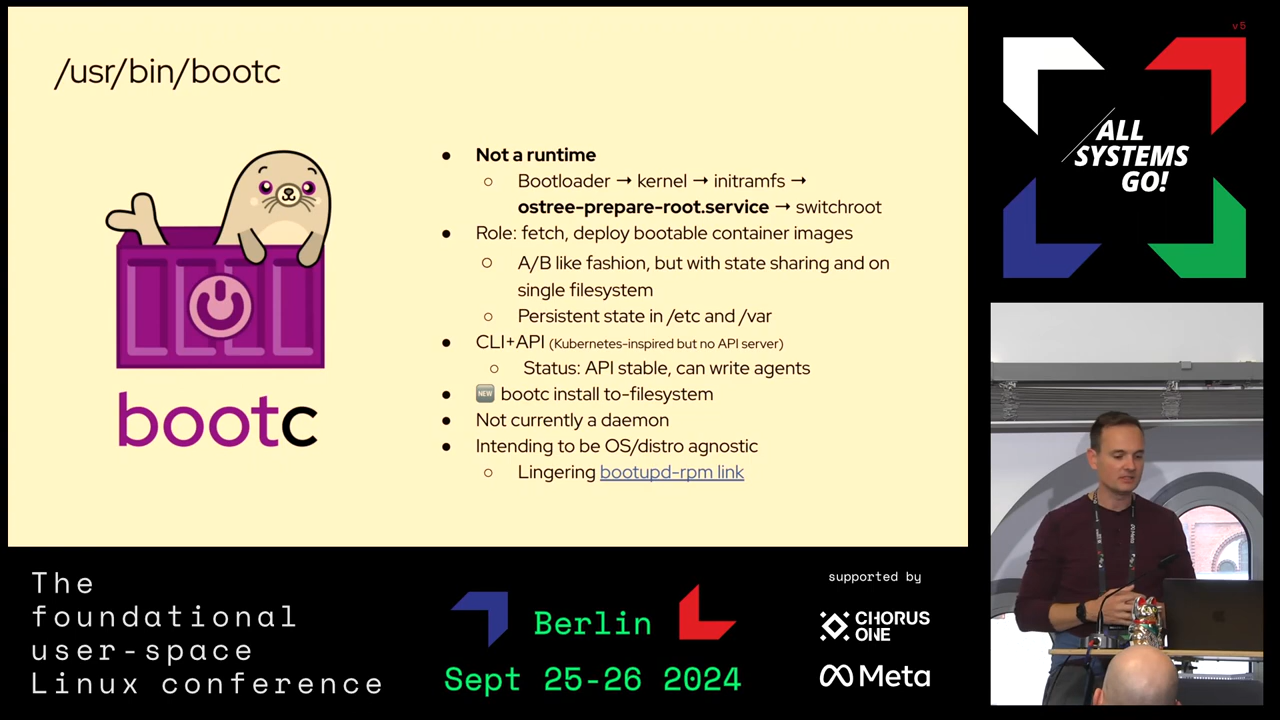 /usr/bin/bootc
bootc
● Not a runtime
○ Bootloader → kernel → initramfs →
ostree-prepare-root.service → switchroot
● Role: fetch, deploy bootable container images
○ A/B like fashion, but with state sharing and on
single filesystem
○ Persistent state in /etc and /var
● CLI+API (Kubernetes-inspired but no API server)
○ Status: API stable, can write agents
● 🆕 bootc install to-filesystem
● Not currently a daemon
● Intending to be OS/distro agnostic
○ Lingering bootupd-rpm link
v5
ALL
SYSTEMS
GO!
The
foundational
user-space
Linux conference
Berlin
Sept 25-26 2024
supported by
CHORUS
ONE
Meta